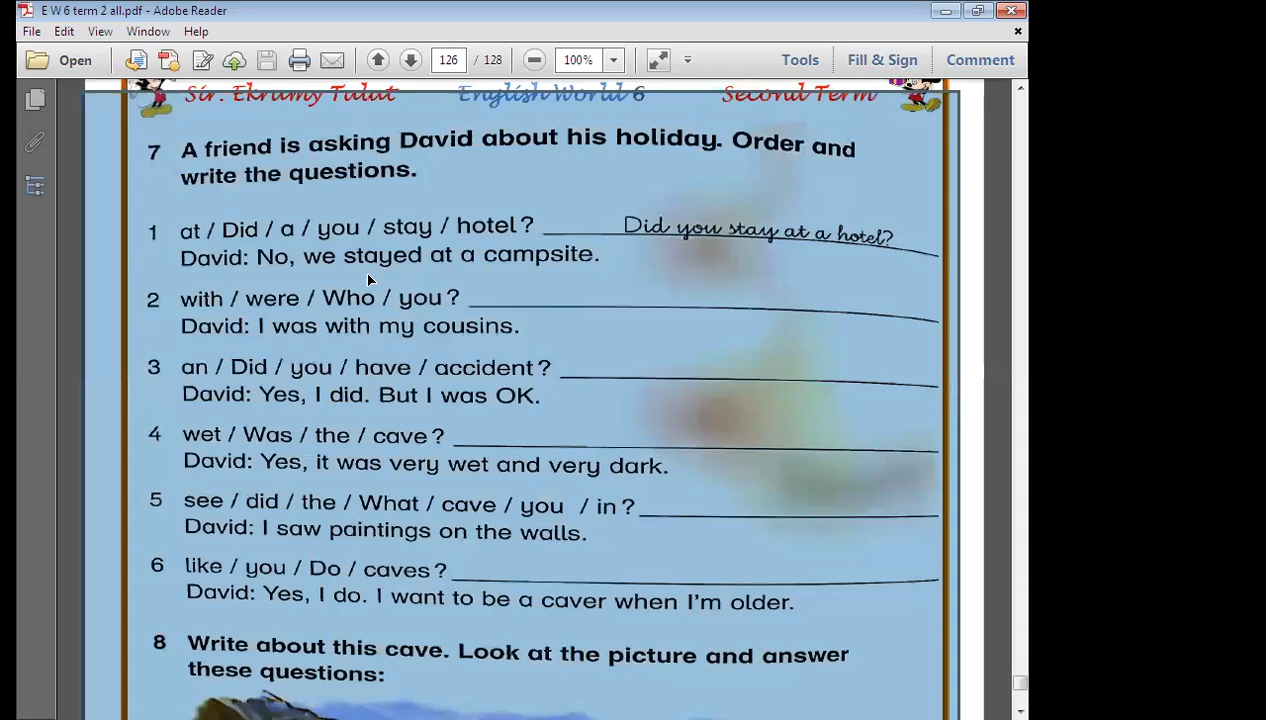 E W 6 term 2 all.pdf - Adobe Reader
File Edit View Window Help
Open 126 / 128 100% Tools Fill & Sign Comment
Sir. Ekramy Talat English World 6 Second Term
7 A friend is asking David about his holiday. Order and
write the questions.
1 at / Did / a / you / stay / hotel? Did you stay at a hotel?
David: No, we stayed at a campsite.
2 with / were / Who / you?
David: I was with my cousins.
3 an / Did / you / have / accident?
David: Yes, I did. But I was OK.
4 wet / Was / the / cave?
David: Yes, it was very wet and very dark.
5 see / did / the / What / cave / you / in?
David: I saw paintings on the walls.
6 like / you / Do / caves?
David: Yes, I do. I want to be a caver when I'm older.
8 Write about this cave. Look at the picture and answer
these questions: